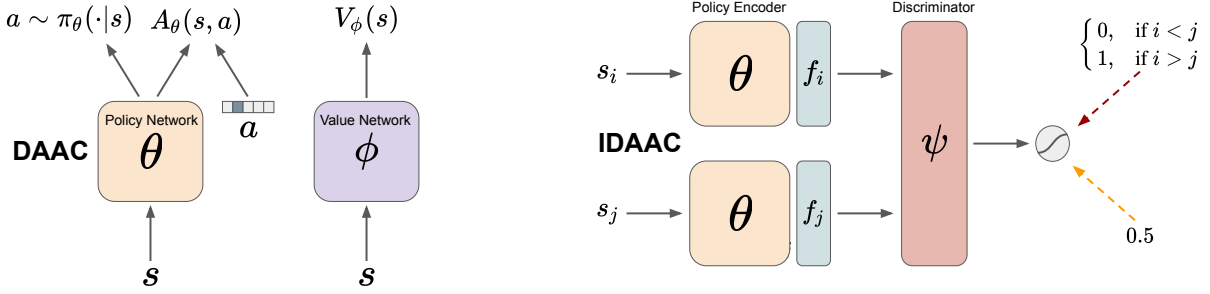 a ∼ π_θ(·|s)
A_θ(s, a)
V_ϕ(s)
Policy Network
θ
a
Value Network
ϕ
DAAC
s
s
Policy Encoder
Discriminator
s_i
θ
f_i
IDAAC
ψ
s_j
θ
f_j
0, if i < j
1, if i > j
0.5